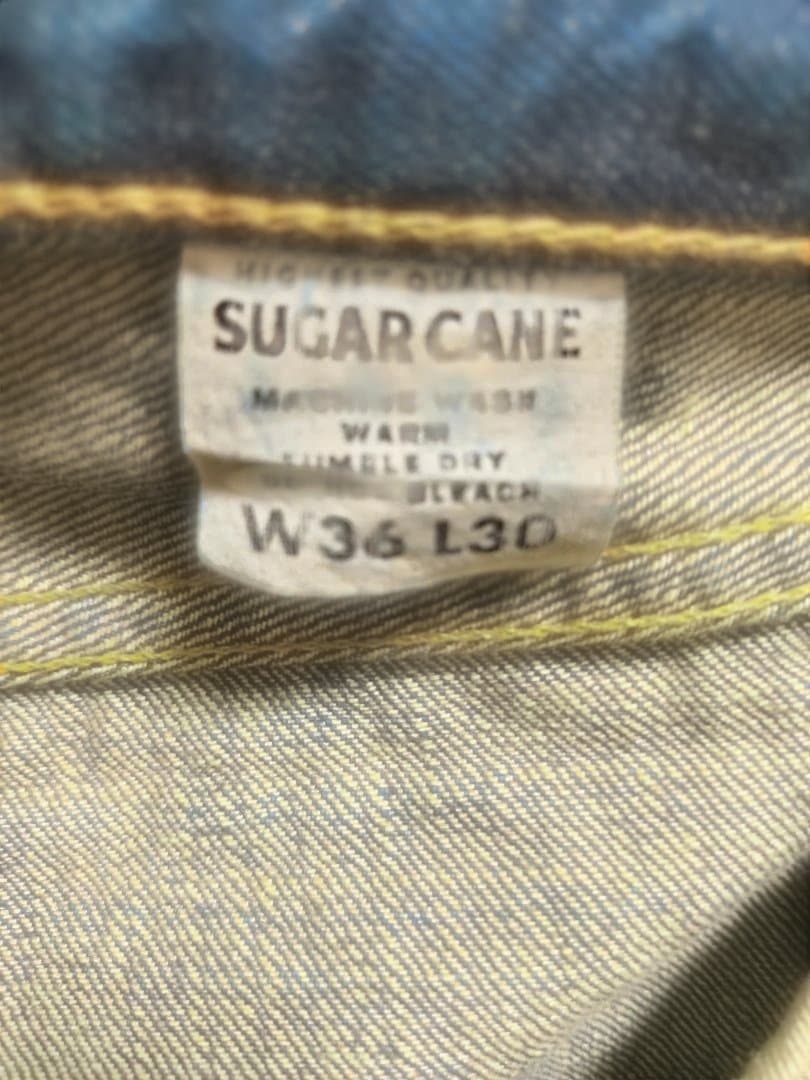 HIGHEST QUALITY
SUGAR CANE
MACHINE WASH
WARM
TUMBLE DRY
BLEACH
W36 L30